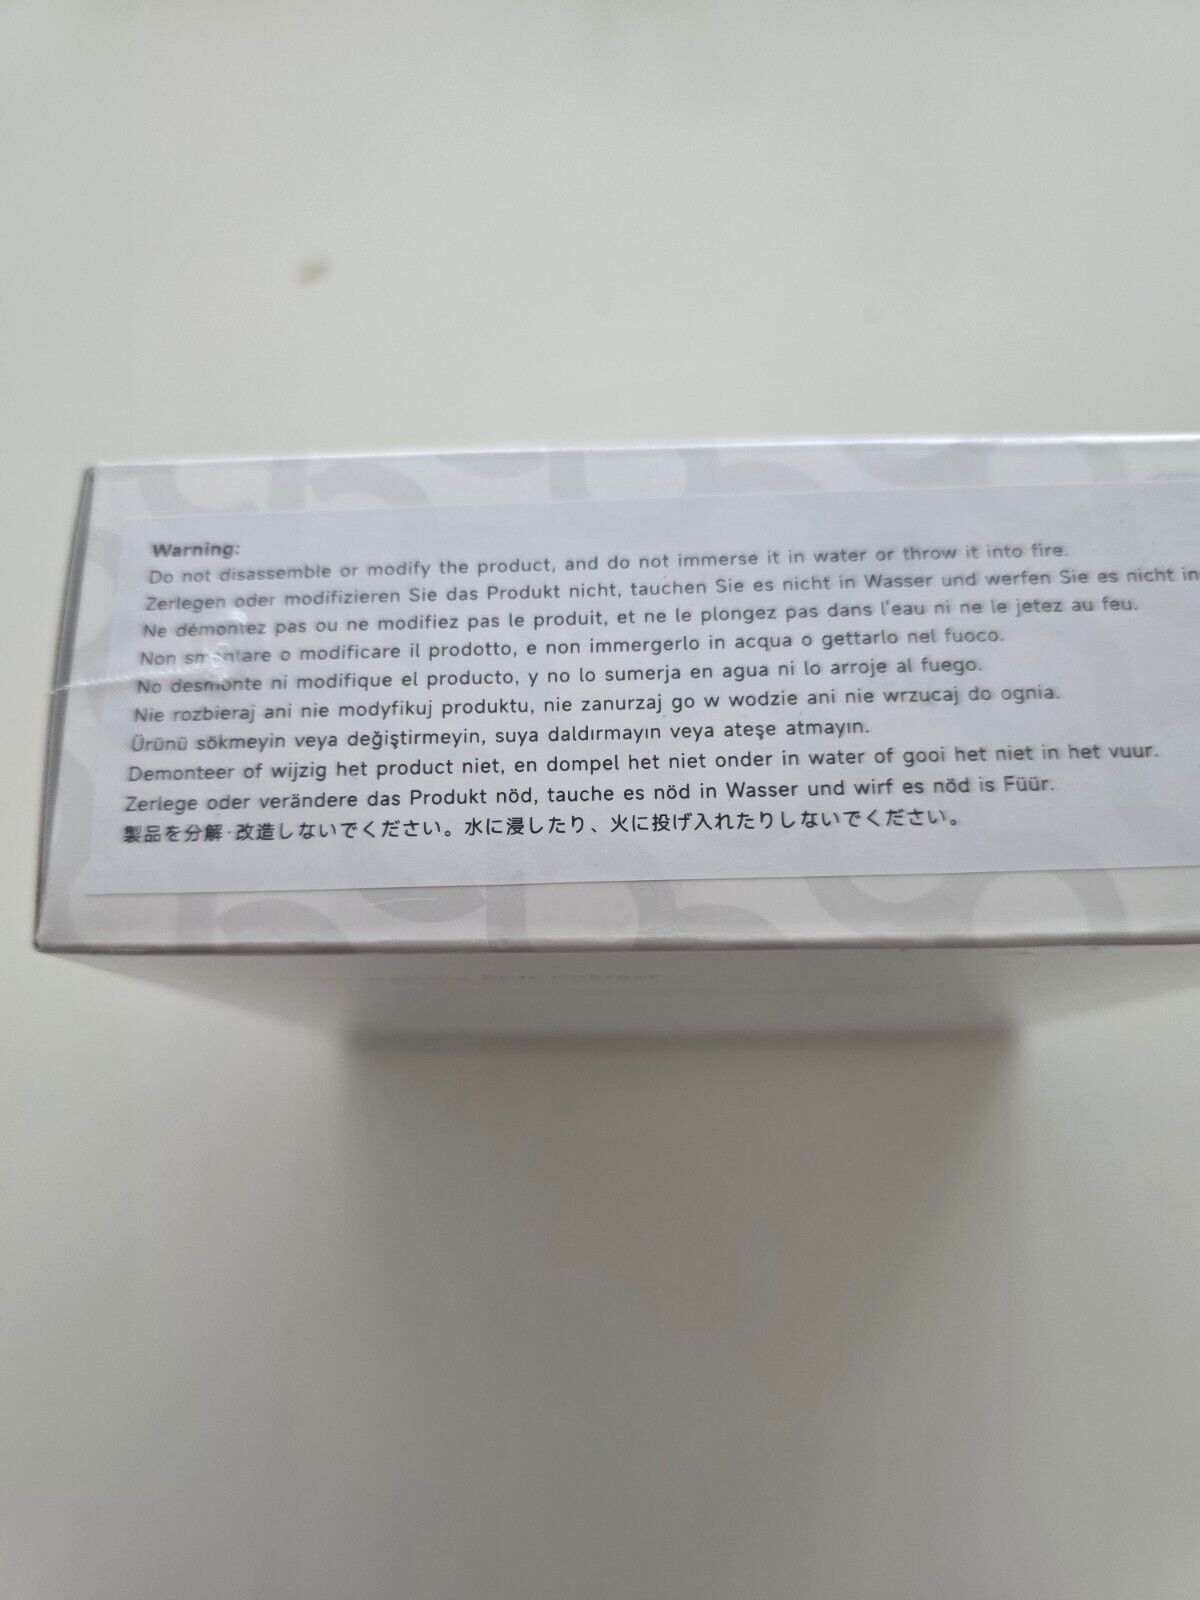 Warning:
Do not disassemble or modify the product, and do not immerse it in water or throw it into fire.
Zerlegen oder modifizieren Sie das Produkt nicht, tauchen Sie es nicht in Wasser und werfen Sie es nicht in
Ne démontez pas ou ne modifiez pas le produit, et ne le plongez pas dans l'eau ni ne le jetez au feu.
Non smontare o modificare il prodotto, e non immergerlo in acqua o gettarlo nel fuoco.
No desmonte ni modifique el producto, y no lo sumerja en agua ni lo arroje al fuego.
Nie rozbieraj ani nie modyfikuj produktu, nie zanurzaj go w wodzie ani nie wrzucaj do ognia.
Ürünü sökmeyin veya değiştirmeyin, suya daldırmayın veya ateşe atmayın.
Demonteer of wijzig het product niet, en dompel het niet onder in water of gooi het niet in het vuur.
Zerlege oder verändere das Produkt nöd, tauche es nöd in Wasser und wirf es nöd is Füür.
製品を分解·改造しないでください。水に浸したり、火に投げ入れたりしないでください。